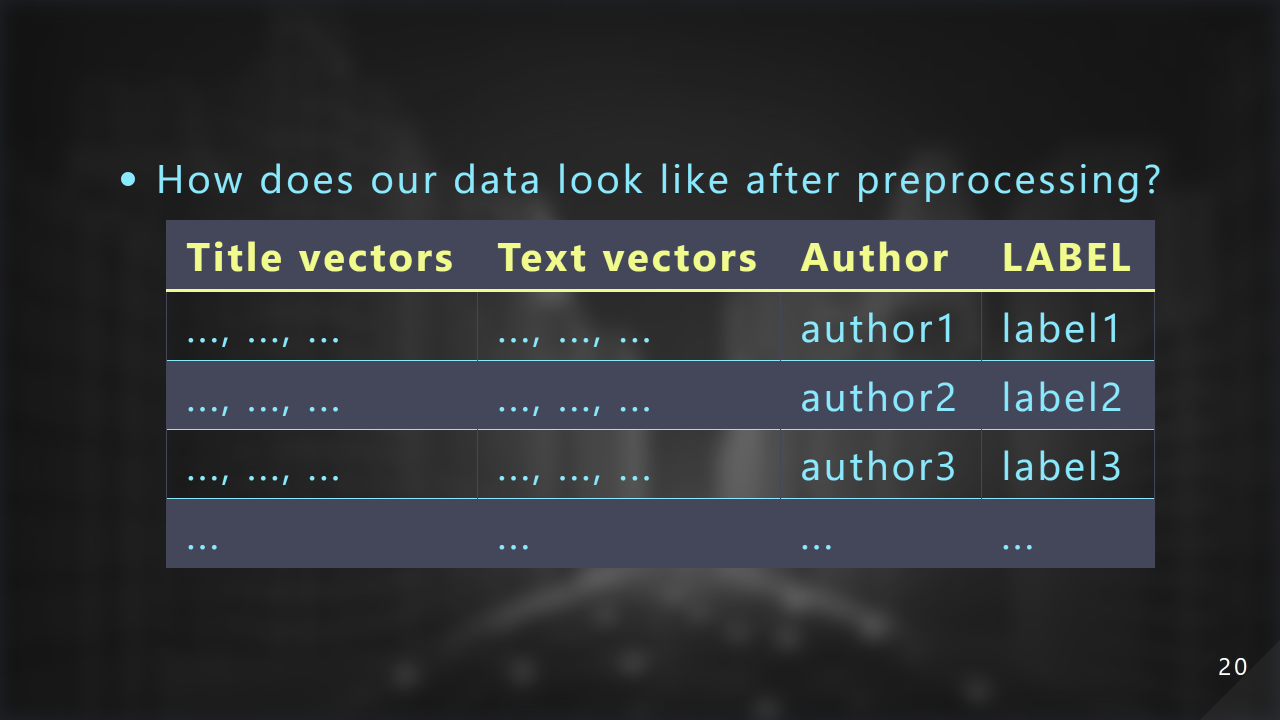 • How does our data look like after preprocessing?
Title vectors Text vectors Author LABEL
..., ..., ... ..., ..., ... author1 label1
..., ..., ... ..., ..., ... author2 label2
..., ..., ... ..., ..., ... author3 label3
... ... ... ...
20